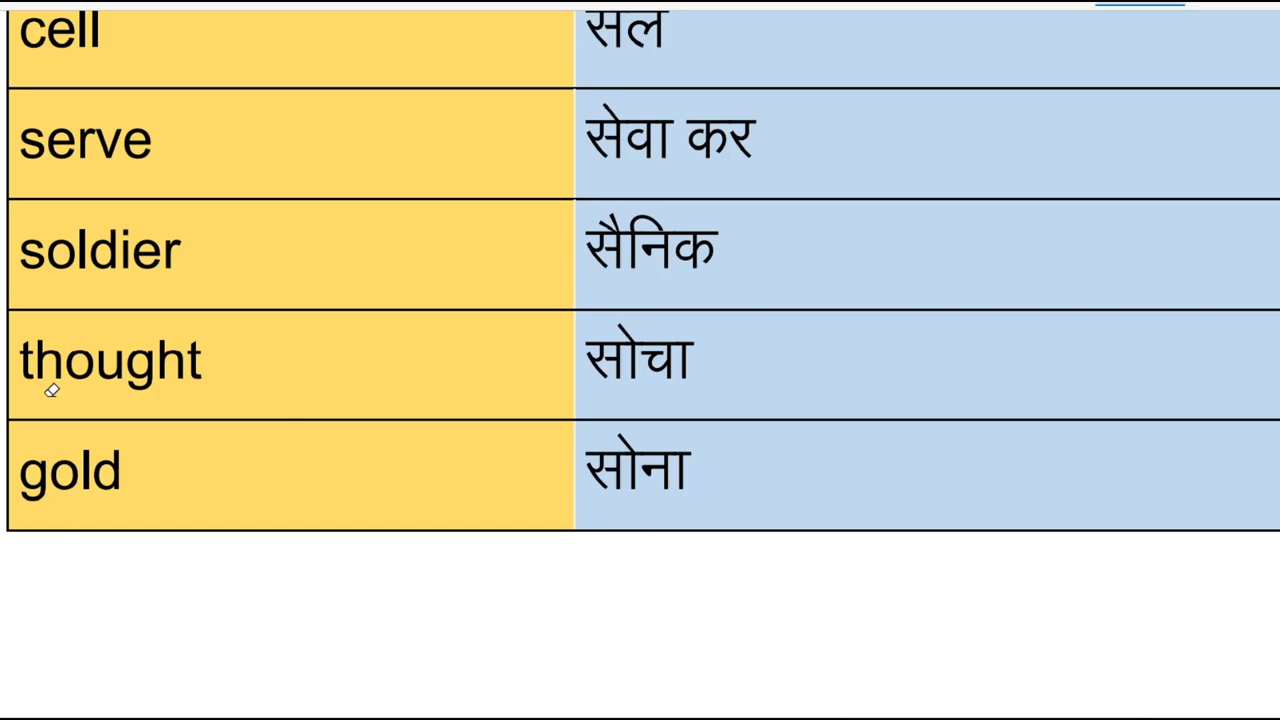 cell
serve सेवा कर
soldier सैनिक
thought सोचा
gold सोना